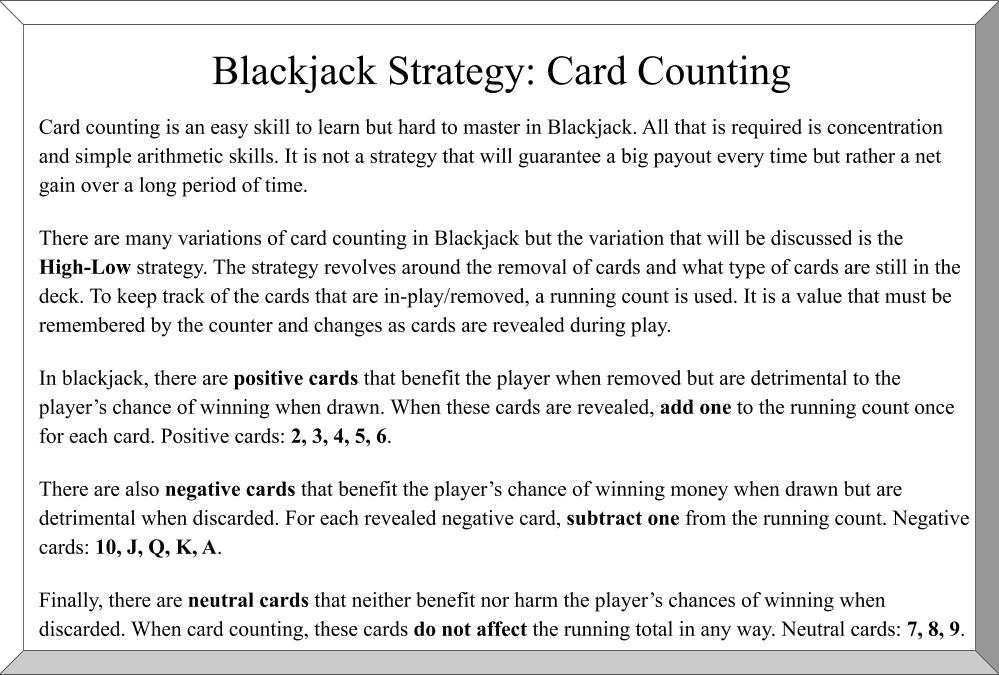 Blackjack Strategy: Card Counting
Card counting is an easy skill to learn but hard to master in Blackjack. All that is required is concentration
and simple arithmetic skills. It is not a strategy that will guarantee a big payout every time but rather a net
gain over a long period of time.
There are many variations of card counting in Blackjack but the variation that will be discussed is the
High-Low strategy. The strategy revolves around the removal of cards and what type of cards are still in the
deck. To keep track of the cards that are in-play/removed, a running count is used. It is a value that must be
remembered by the counter and changes as cards are revealed during play.
In blackjack, there are positive cards that benefit the player when removed but are detrimental to the
player’s chance of winning when drawn. When these cards are revealed, add one to the running count once
for each card. Positive cards: 2, 3, 4, 5, 6.
There are also negative cards that benefit the player’s chance of winning money when drawn but are
detrimental when discarded. For each revealed negative card, subtract one from the running count. Negative
cards: 10, J, Q, K, A.
Finally, there are neutral cards that neither benefit nor harm the player’s chances of winning when
discarded. When card counting, these cards do not affect the running total in any way. Neutral cards: 7, 8, 9.